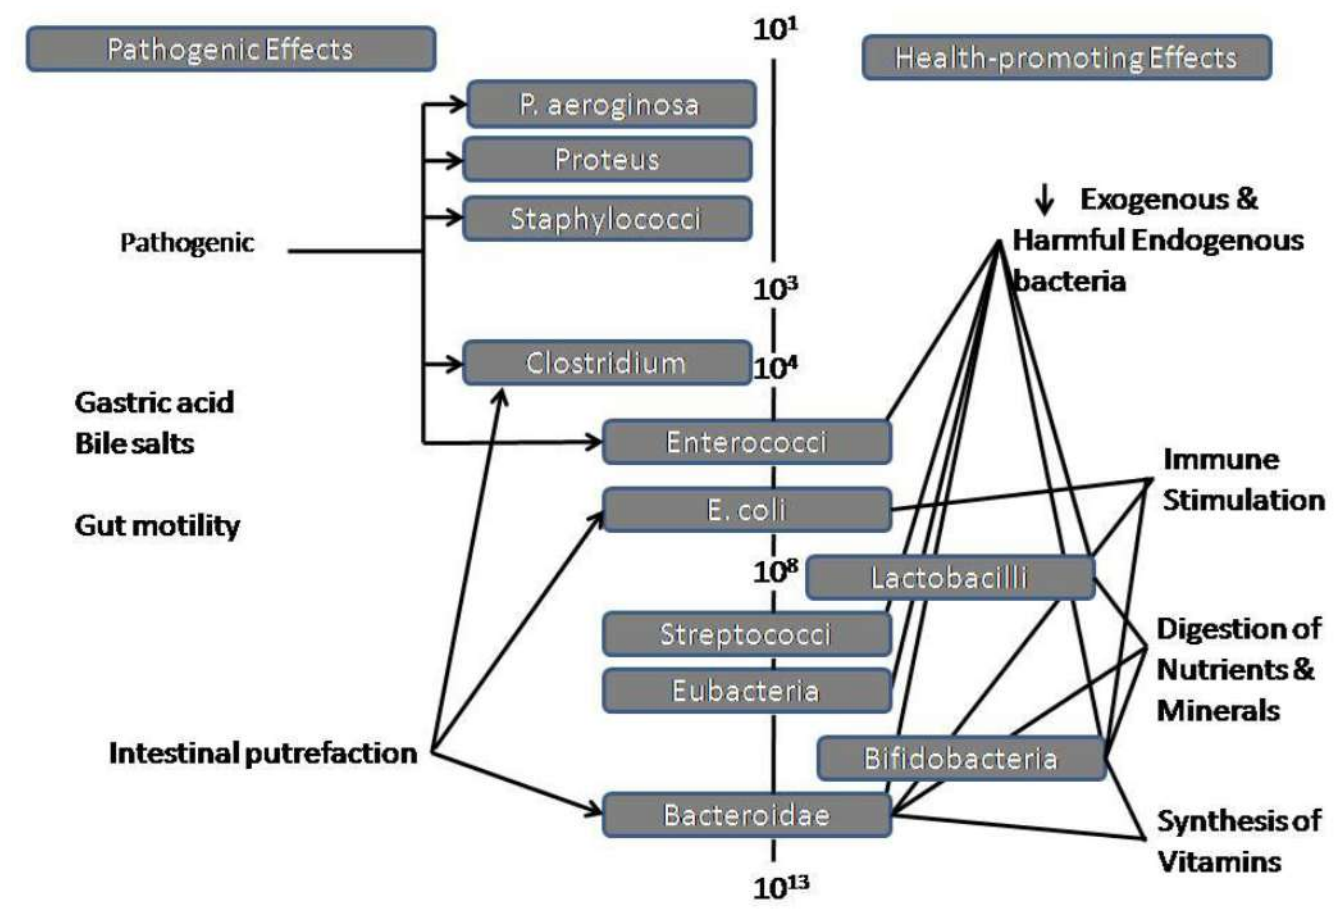 Pathogenic Effects
10¹
Health-promoting Effects
P. aeroginosa
Proteus
Staphylococci
Pathogenic
↓ Exogenous &
Harmful Endogenous
bacteria
10³
Clostridium
10⁴
Gastric acid
Bile salts
Enterococci
Gut motility
E. coli
Immune
Stimulation
10⁸
Lactobacilli
Streptococci
Eubacteria
Digestion of
Nutrients &
Minerals
Intestinal putrefaction
Bifidobacteria
Bacteroidae
Synthesis of
Vitamins
10¹³